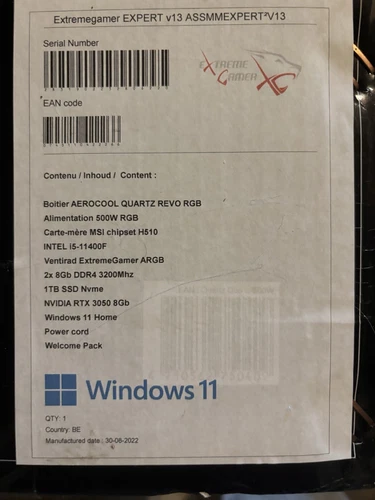 Extremegamer EXPERT v13 ASSMMEXPERT²V13
Serial Number
EXTREME
GAMER
XG
EAN code
Contenu / Inhoud / Content :
Boitier AEROCOOL QUARTZ REVO RGB
Alimentation 500W RGB
Carte-mère MSI chipset H510
INTEL i5-11400F
Ventirad ExtremeGamer ARGB
2x 8Gb DDR4 3200Mhz
1TB SSD Nvme
NVIDIA RTX 3050 8Gb
Windows 11 Home
Power cord
Welcome Pack
Windows 11
QTY: 1
Country: BE
Manufactured date : 30-06-2022